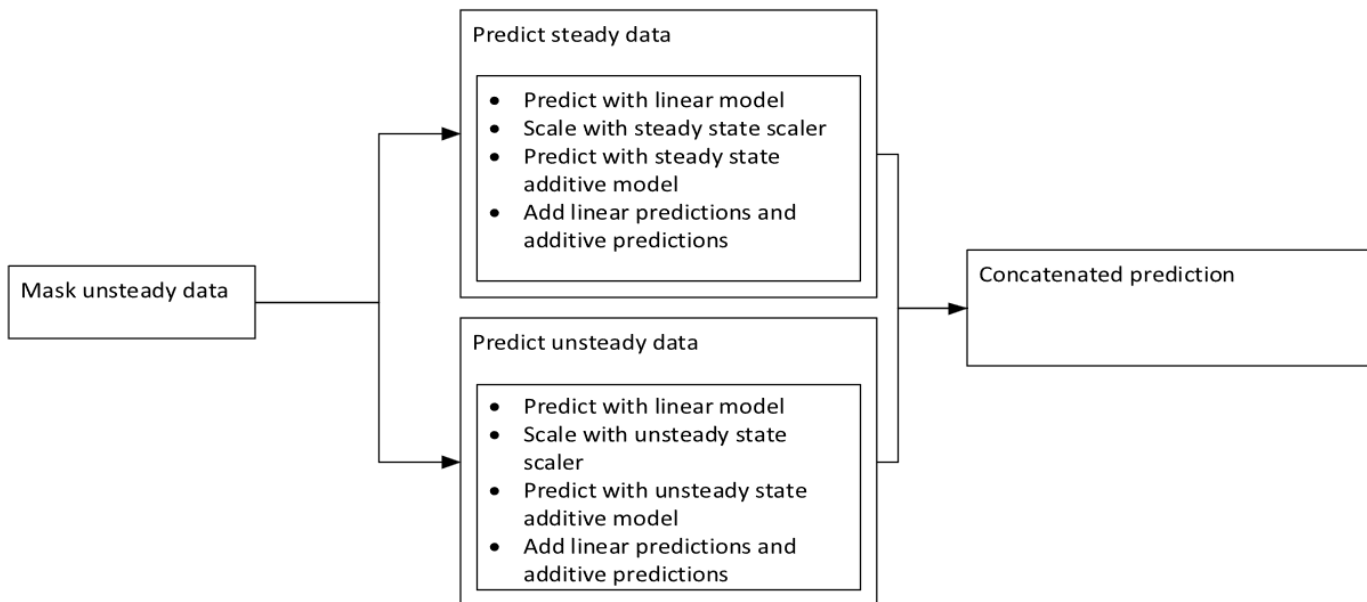 Mask unsteady data
Predict steady data
• Predict with linear model
• Scale with steady state scaler
• Predict with steady state
additive model
• Add linear predictions and
additive predictions
Predict unsteady data
• Predict with linear model
• Scale with unsteady state
scaler
• Predict with unsteady state
additive model
• Add linear predictions and
additive predictions
Concatenated prediction